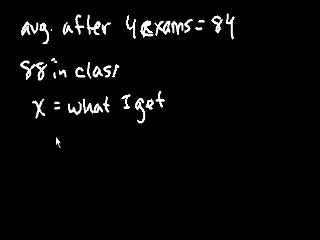 avg. after 4 exams = 84
88 in class
x = what I get